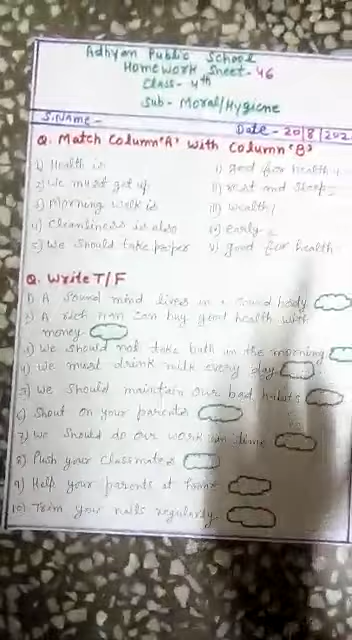 Adhyan Public School
Homework Sheet-46
Class- 4th
Sub- Moral/Hygiene
S.Name-
Date-20/8/202
Q. Match Column 'A' with Column 'B'
1) Health is i) good for health
2) We must get up ii) rest and sleep
3) Morning walk is iii) wealth
4) Cleanliness is also iv) early
5) We should take proper v) good for health
Q. Write T/F
1) A sound mind lives in a sound body
2) A rich man can buy good health with
money
3) We should not take bath in the morning
4) We must drink milk every day
5) We should maintain our bad habits
6) Shout on your parents
7) We should do our work on time
8) Push your classmates
9) Help your parents at home
10) Trim your nails regularly